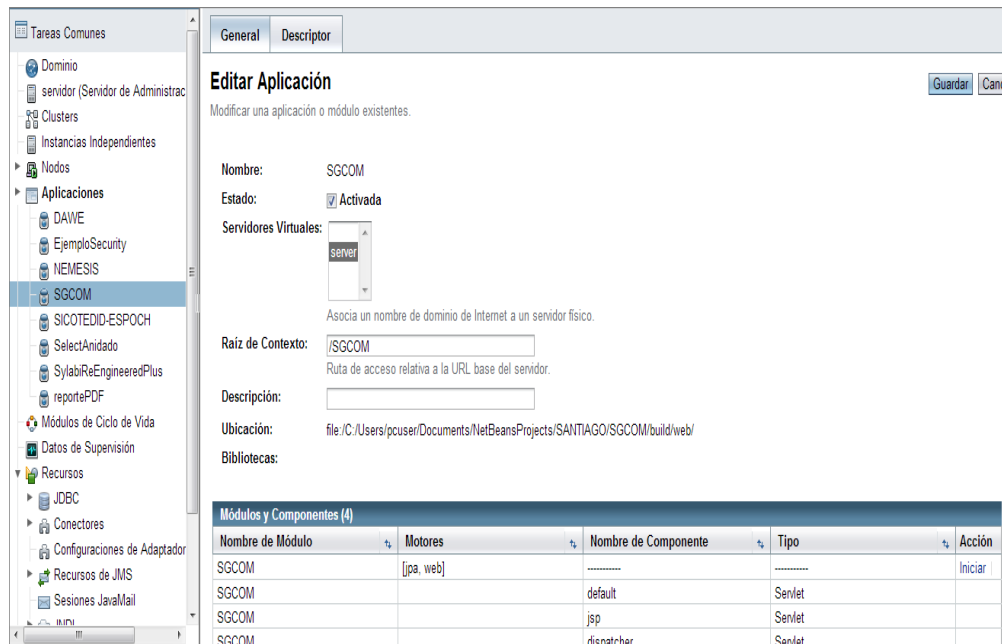 Tareas Comunes
Dominio
servidor (Servidor de Administrac
Clusters
Instancias Independientes
Nodos
Aplicaciones
DAWE
EjemploSecurity
NEMESIS
SGCOM
SICOTEDID-ESPOCH
SelectAnidado
SylabiReEngineeredPlus
reportePDF
Módulos de Ciclo de Vida
Datos de Supervisión
Recursos
JDBC
Conectores
Configuraciones de Adaptador
Recursos de JMS
Sesiones JavaMail
General Descriptor
Editar Aplicación
Guardar Canc
Modificar una aplicación o módulo existentes.
Nombre: SGCOM
Estado: Activada
Servidores Virtuales: server
Asocia un nombre de dominio de Internet a un servidor físico.
Raíz de Contexto: /SGCOM
Ruta de acceso relativa a la URL base del servidor.
Descripción:
Ubicación: file:/C:/Users/pcuser/Documents/NetBeansProjects/SANTIAGO/SGCOM/build/web/
Bibliotecas:
Módulos y Componentes (4)
Nombre de Módulo Motores Nombre de Componente Tipo Acción
SGCOM [jpa, web] ----------- ----------- Iniciar
SGCOM default Servlet
SGCOM jsp Servlet
SGCOM dispatcher Servlet